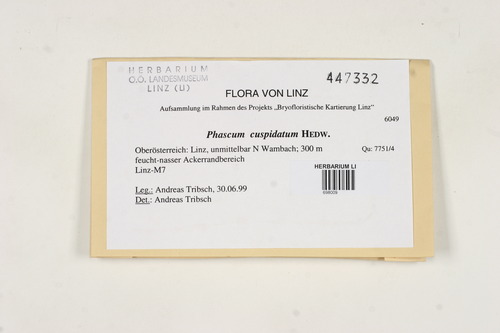 HERBARIUM
O.Ö. LANDESMUSEUM
LINZ (U)
447332
FLORA VON LINZ
Aufsammlung im Rahmen des Projekts „Bryofloristische Kartierung Linz“
6049
Phascum cuspidatum HEDW.
Oberösterreich: Linz, unmittelbar N Wambach; 300 m Qu: 7751/4
feucht-nasser Ackerrandbereich
Linz-M7
HERBARIUM LI
698009
Leg.: Andreas Tribsch, 30.06.99
Det.: Andreas Tribsch